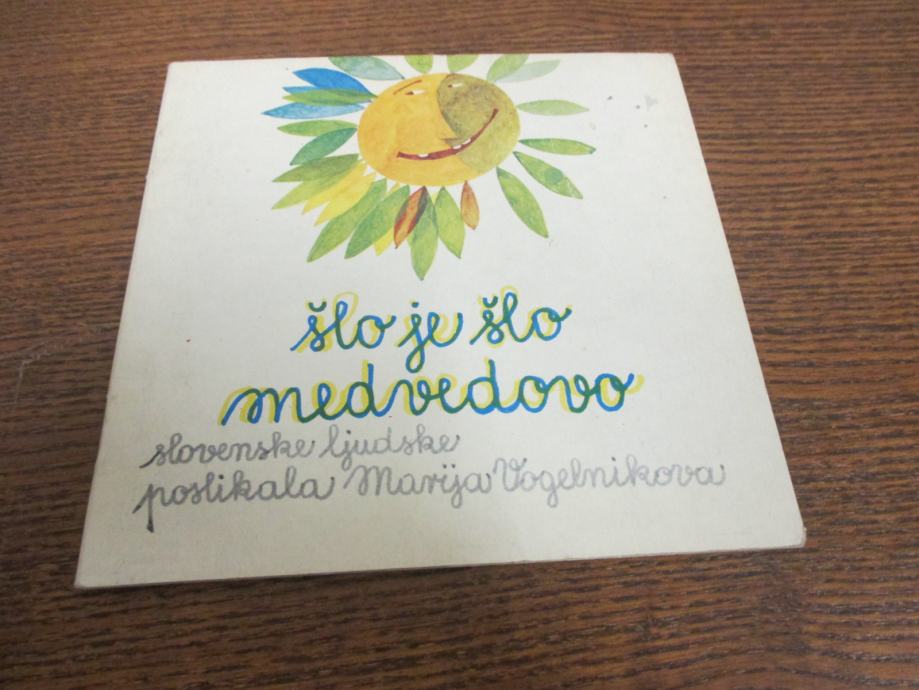 šlo je šlo
medvedovo
slovenske ljudske
poslikala Marija Vogelnikova